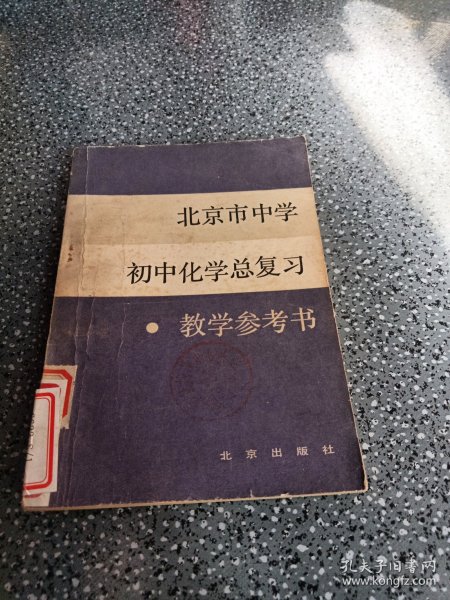 北京市中学
初中化学总复习
教学参考书
北京出版社
孔夫子旧书网
www.kongfz.com